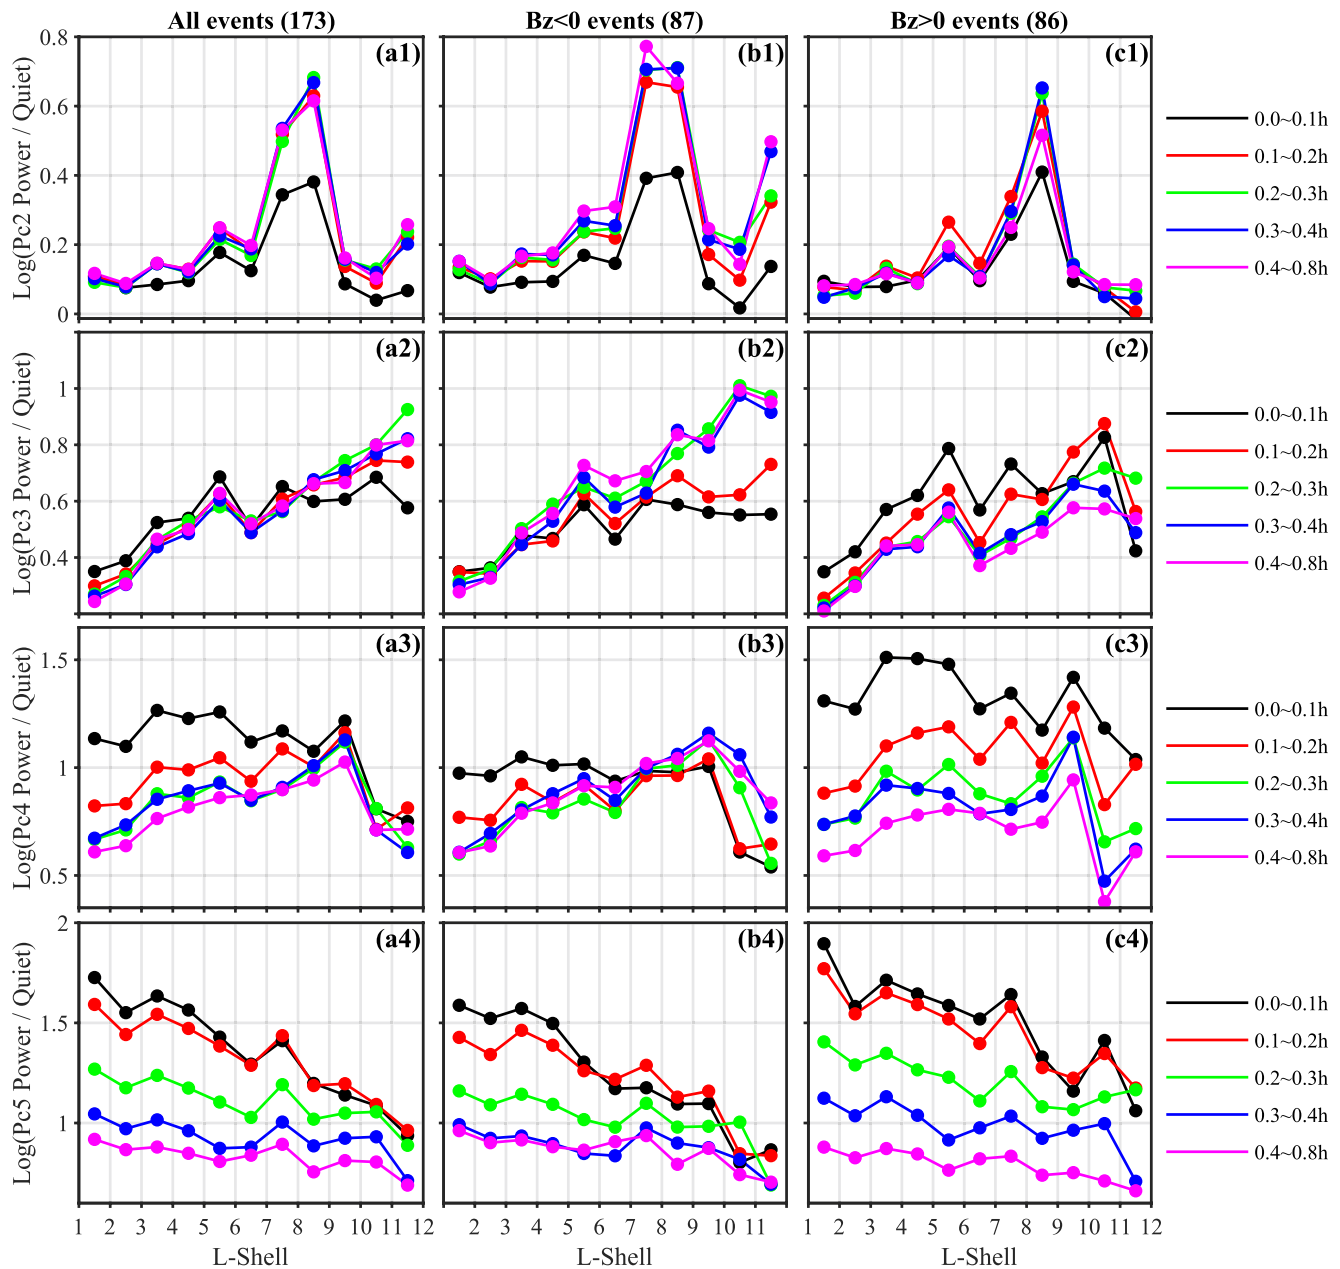 All events (173) Bz<0 events (87) Bz>0 events (86)
Log(Pc2 Power / Quiet)
0.8
0.6
0.4
0.2
0
(a1) (b1) (c1)
0.0~0.1h
0.1~0.2h
0.2~0.3h
0.3~0.4h
0.4~0.8h
Log(Pc3 Power / Quiet)
1
0.8
0.6
0.4
(a2) (b2) (c2)
0.0~0.1h
0.1~0.2h
0.2~0.3h
0.3~0.4h
0.4~0.8h
Log(Pc4 Power / Quiet)
1.5
1
0.5
(a3) (b3) (c3)
0.0~0.1h
0.1~0.2h
0.2~0.3h
0.3~0.4h
0.4~0.8h
Log(Pc5 Power / Quiet)
2
1.5
1
(a4) (b4) (c4)
0.0~0.1h
0.1~0.2h
0.2~0.3h
0.3~0.4h
0.4~0.8h
1 2 3 4 5 6 7 8 9 10 11 12 2 3 4 5 6 7 8 9 10 11 1 2 3 4 5 6 7 8 9 10 11 12
L-Shell L-Shell L-Shell